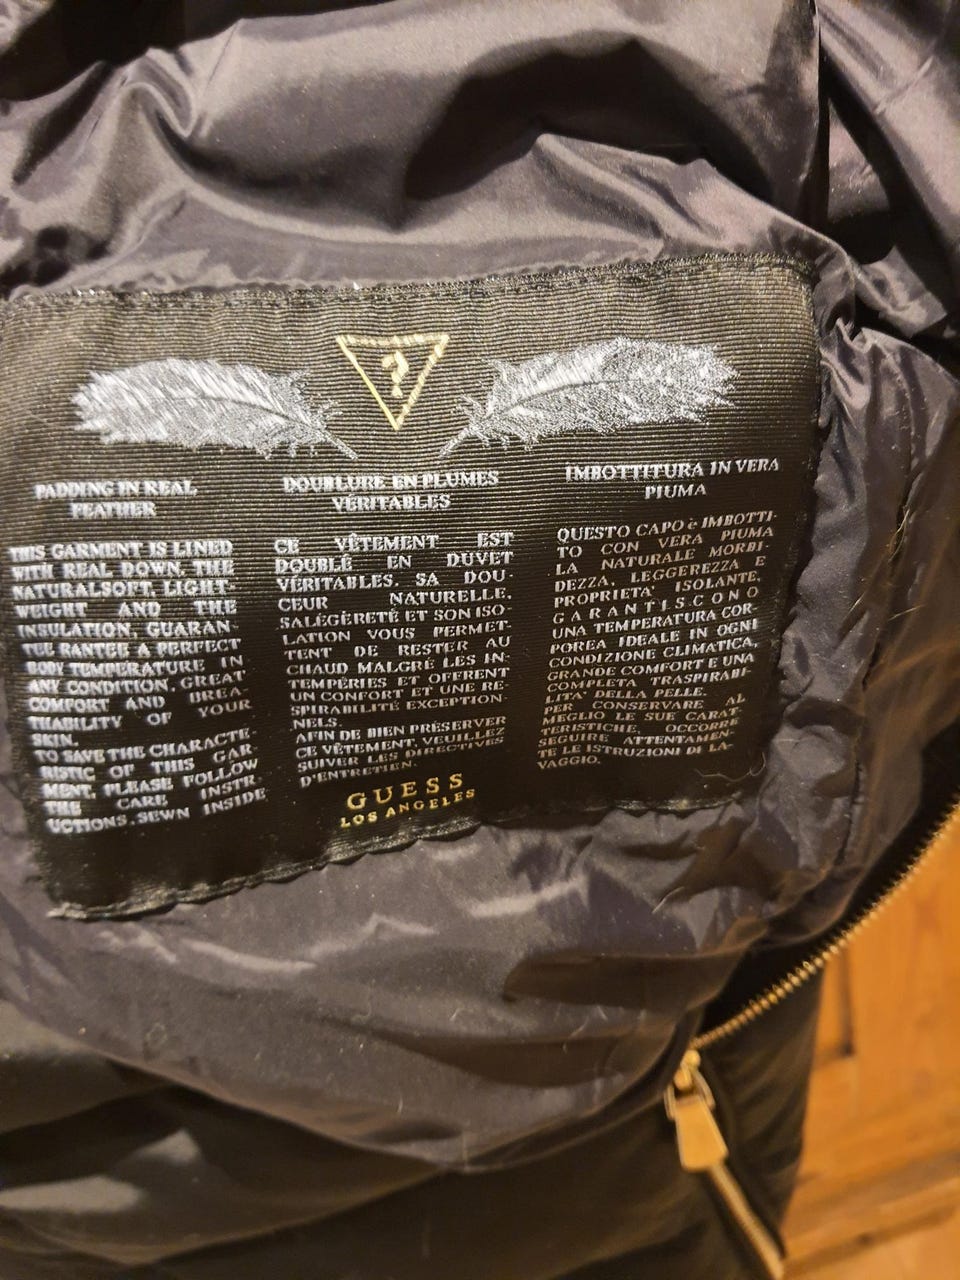 ?
PADDING IN REAL
FEATHER
THIS GARMENT IS LINED
WITH REAL DOWN, THE
NATURALSOFT, LIGHT-
WEIGHT AND THE
INSULATION, GUARAN-
TEE RANTEE A PERFECT
BODY TEMPERATURE IN
ANY CONDITION. GREAT
COMFORT AND BREA-
THABILITY OF YOUR
SKIN.
TO SAVE THE CHARACTE-
RISTIC OF THIS GAR-
MENT, PLEASE FOLLOW
THE CARE INSTR-
UCTIONS, SEWN INSIDE
DOUBLURE EN PLUMES
VÉRITABLES
CE VÊTEMENT EST
DOUBLÉ EN DUVET
VÉRITABLES. SA DOU-
CEUR NATURELLE,
SALÉGÈRETÉ ET SON ISO-
LATION VOUS PERMET-
TENT DE RESTER AU
CHAUD MALGRÉ LES IN-
TEMPÉRIES ET OFFRENT
UN CONFORT ET UNE RE-
SPIRABILITÉ EXCEPTION-
NELS.
AFIN DE BIEN PRÉSERVER
CE VÊTEMENT, VEUILLEZ
SUIVER LES DIRECTIVES
D'ENTRETIEN.
IMBOTTITURA IN VERA
PIUMA
QUESTO CAPO è IMBOTTI-
TO CON VERA PIUMA
LA NATURALE MORBI-
DEZZA, LEGGEREZZA E
PROPRIETA' ISOLANTE,
GARANTISCONO
UNA TEMPERATURA COR-
POREA IDEALE IN OGNI
CONDIZIONE CLIMATICA,
GRANDE COMFORT E UNA
COMPLETA TRASPIRABI-
LITA' DELLA PELLE.
PER CONSERVARE AL
MEGLIO LE SUE CARAT-
TERISTICHE, OCCORRE
SEGUIRE ATTENTAMEN-
TE LE ISTRUZIONI DI LA-
VAGGIO.
GUESS
LOS ANGELES